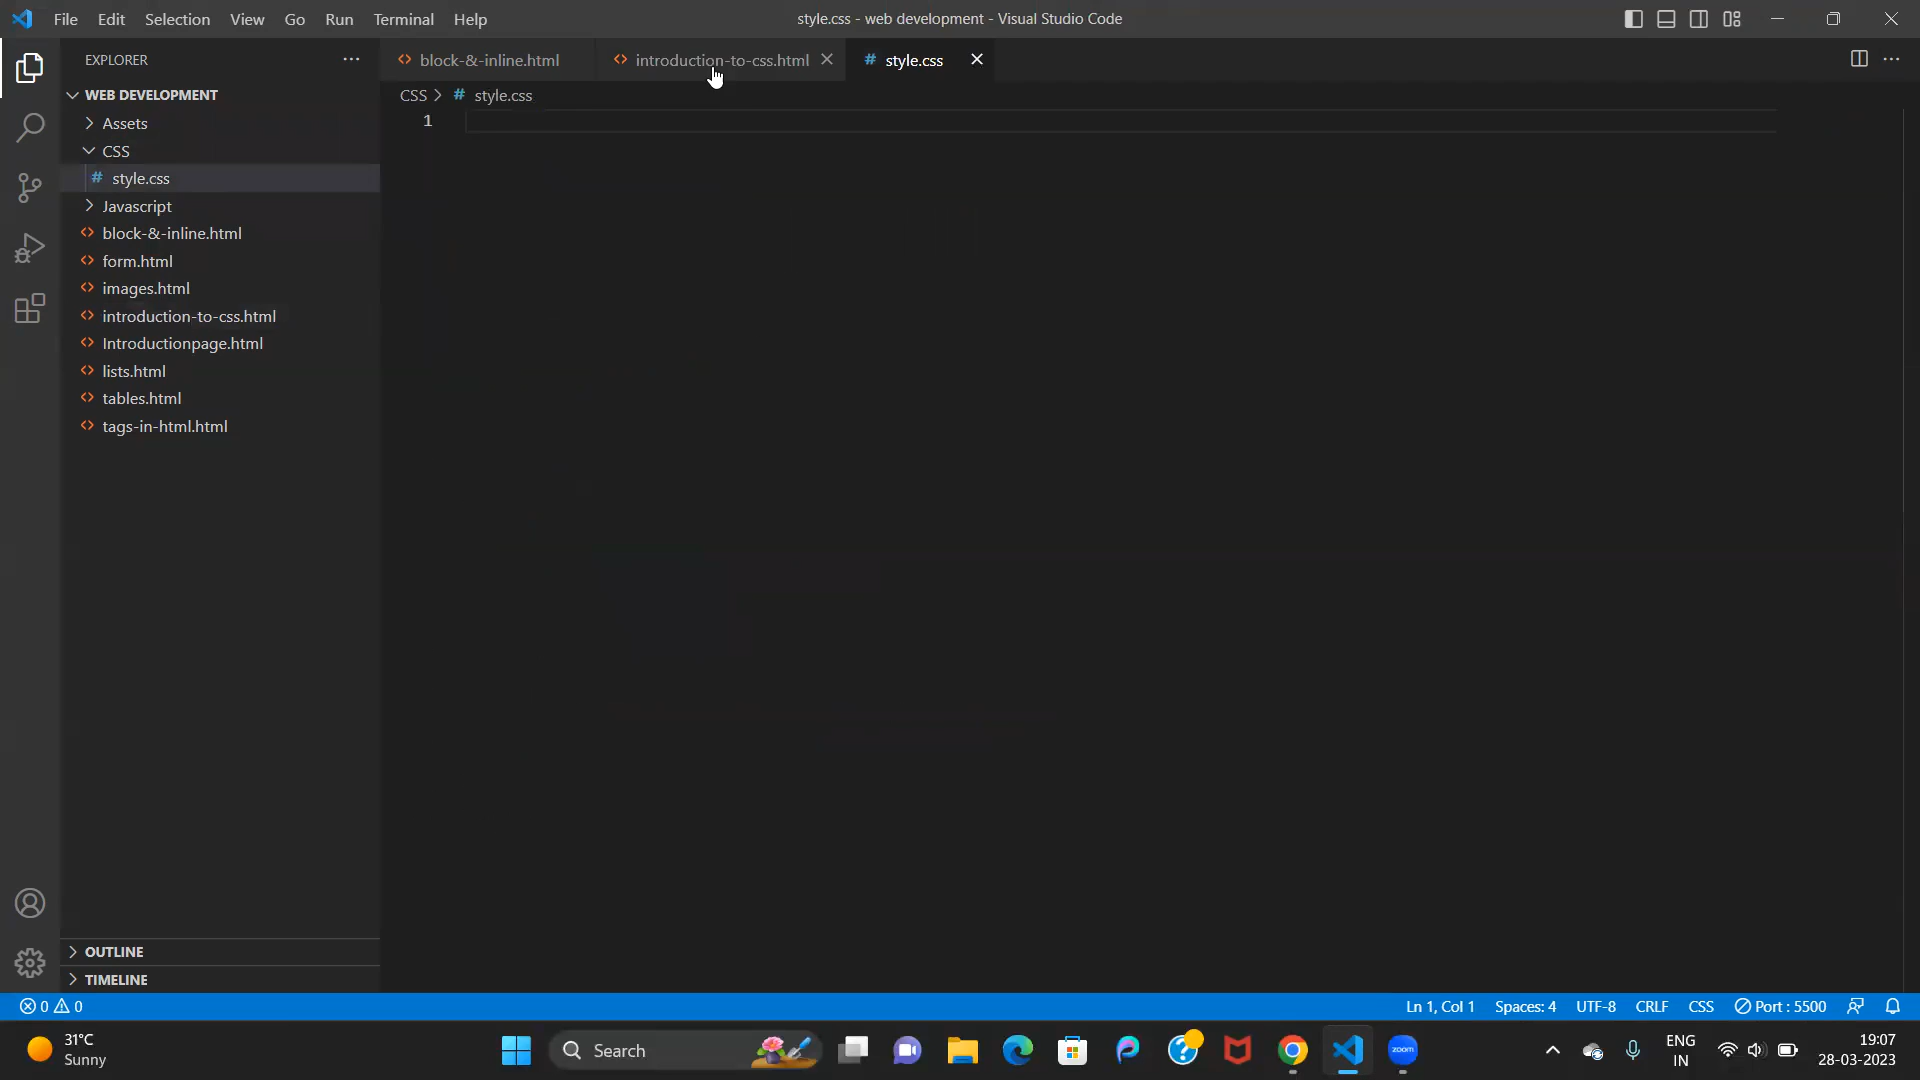 File Edit Selection View Go Run Terminal Help
style.css - web development - Visual Studio Code
EXPLORER
block-&-inline.html
introduction-to-css.html
style.css
WEB DEVELOPMENT
CSS
style.css
1
Assets
CSS
style.css
Javascript
block-&-inline.html
form.html
images.html
introduction-to-css.html
Introductionpage.html
lists.html
tables.html
tags-in-html.html
OUTLINE
TIMELINE
0 0
Ln 1, Col 1 Spaces: 4 UTF-8 CRLF CSS Port : 5500
31°C
Sunny
Search
zoom
ENG
IN
19:07
28-03-2023